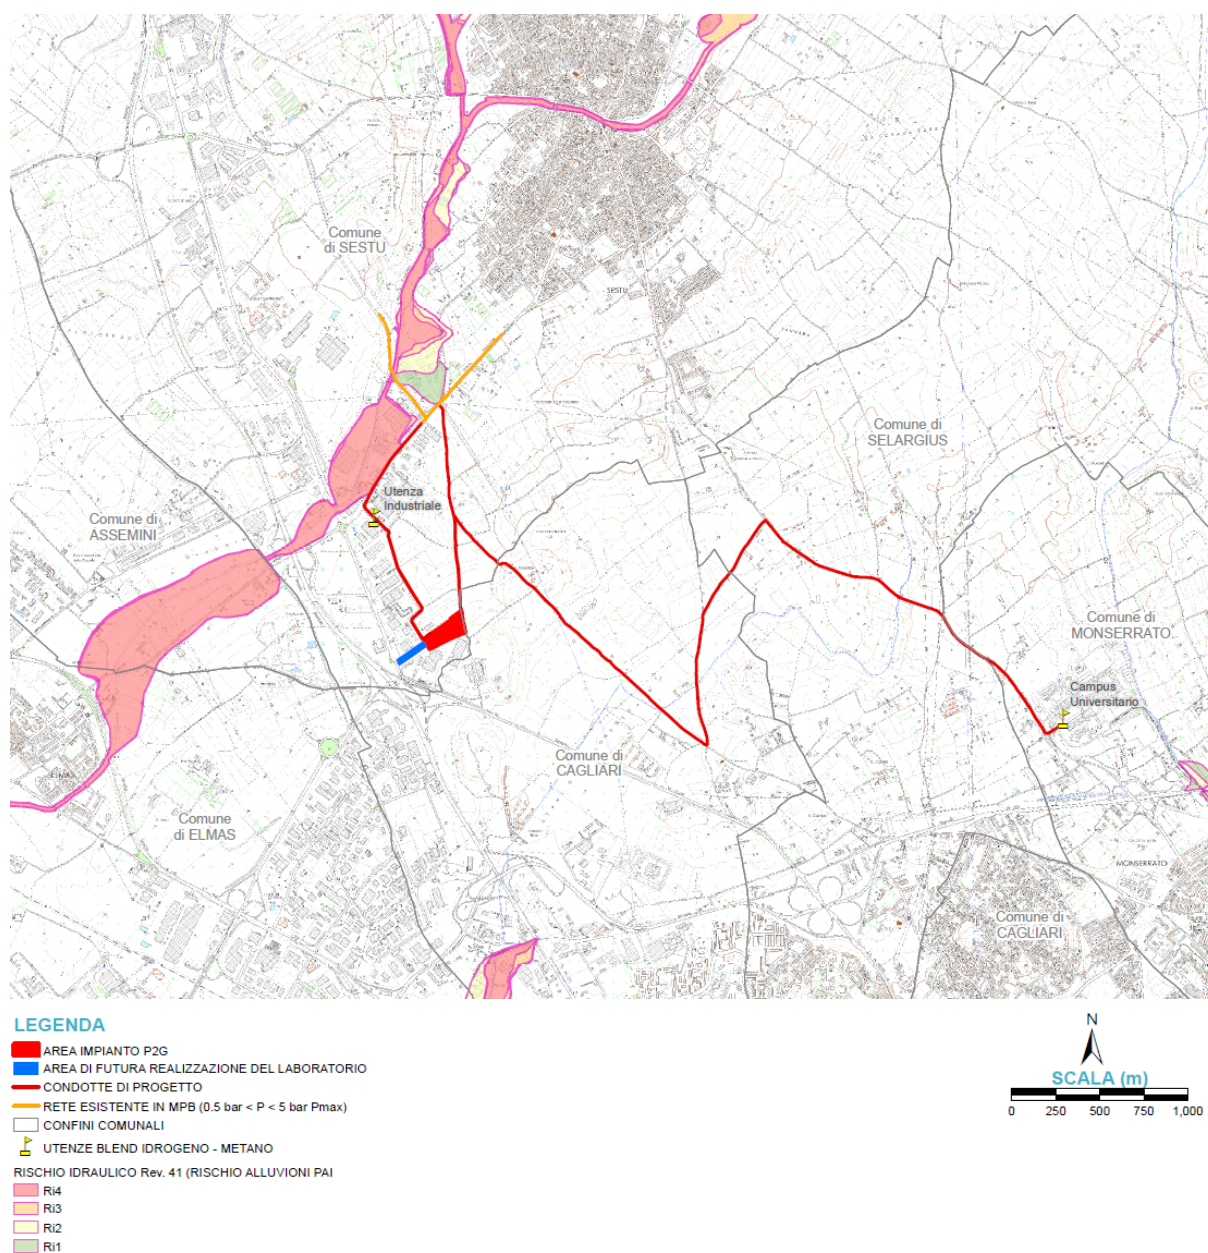 Comune
di SESTU
SESTU
Comune di
SELARGIUS
Utenza
Industriale
Comune di
ASSEMINI
Comune di
MONSERRATO
Campus
Universitario
Comune di
CAGLIARI
ELMAS
Comune
di ELMAS
MONSERRATO
Comune di
CAGLIARI
LEGENDA
AREA IMPIANTO P2G
AREA DI FUTURA REALIZZAZIONE DEL LABORATORIO
CONDOTTE DI PROGETTO
RETE ESISTENTE IN MPB (0.5 bar < P < 5 bar Pmax)
CONFINI COMUNALI
UTENZE BLEND IDROGENO - METANO
RISCHIO IDRAULICO Rev. 41 (RISCHIO ALLUVIONI PAI
Ri4
Ri3
Ri2
Ri1
N
SCALA (m)
0 250 500 750 1,000